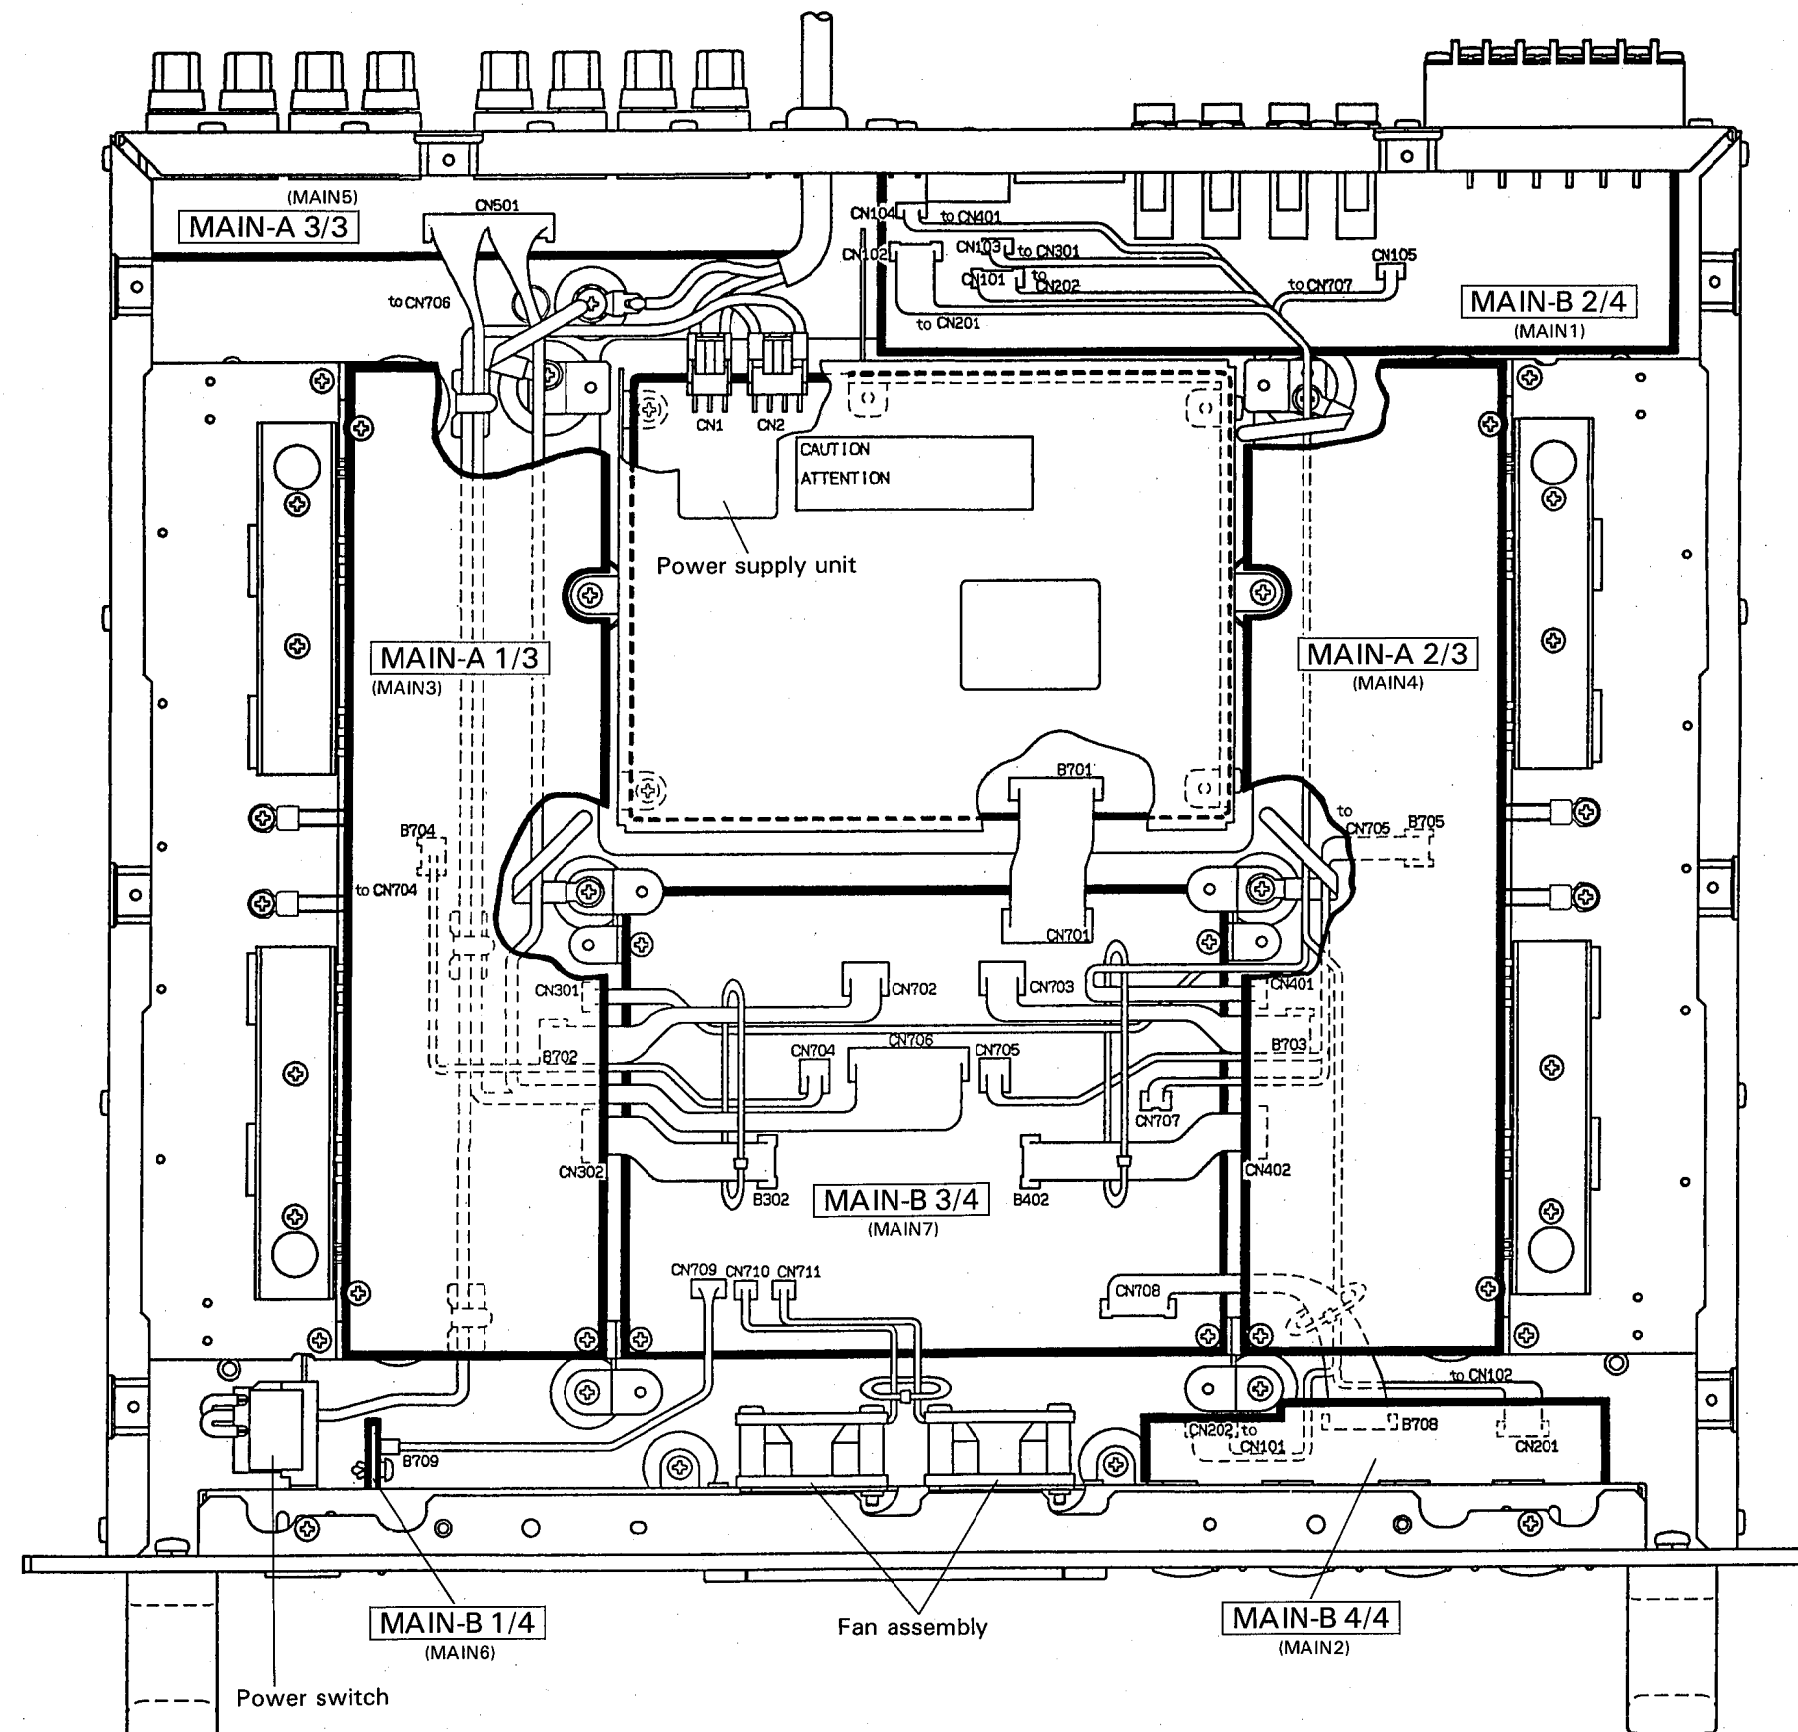 (MAIN5)
MAIN-A 3/3
CN501
CN104
to CN401
CN102
CN103
to CN301
CN101
to
CN202
CN105
to CN707
to CN201
MAIN-B 2/4
(MAIN1)
to CN706
CN1
CN2
CAUTION
ATTENTION
Power supply unit
MAIN-A 1/3
(MAIN3)
MAIN-A 2/3
(MAIN4)
B701
B704
to CN704
to
CN705
B705
CN701
CN301
CN702
CN703
CN401
B702
CN704
CN706
CN705
B703
CN707
CN302
B302
B402
CN402
MAIN-B 3/4
(MAIN7)
CN709
CN710
CN711
CN708
to CN102
B709
CN202
to
CN101
B708
CN201
MAIN-B 1/4
(MAIN6)
Fan assembly
MAIN-B 4/4
(MAIN2)
Power switch